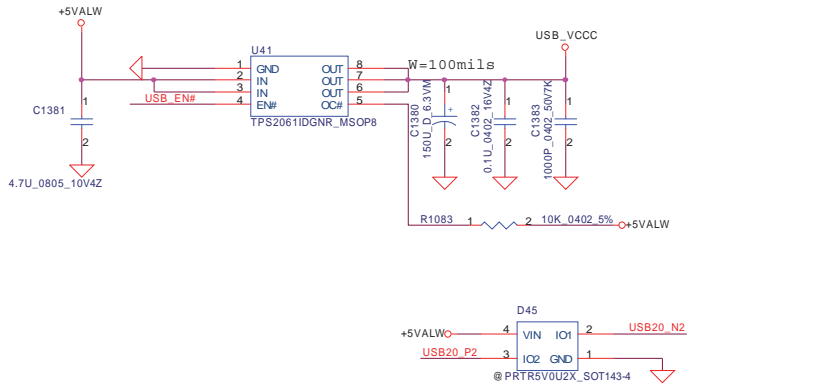 +5VALW
USB_VCCC
U41
W=100mils
1 GND OUT 8
2 IN OUT 7
3 IN OUT 6
4 EN# OC# 5
USB_EN#
TPS2061IDGNR_MSOP8
C1381
1
2
4.7U_0805_10V4Z
C1380
150U_D_6.3VM
1
+
2
C1382
0.1U_0402_16V4Z
1
2
C1383
1000P_0402_50V7K
1
2
R1083 1 2 10K_0402_5% +5VALW
D45
+5VALW 4 VIN IO1 2 USB20_N2
USB20_P2 3 IO2 GND 1
@PRTR5V0U2X_SOT143-4